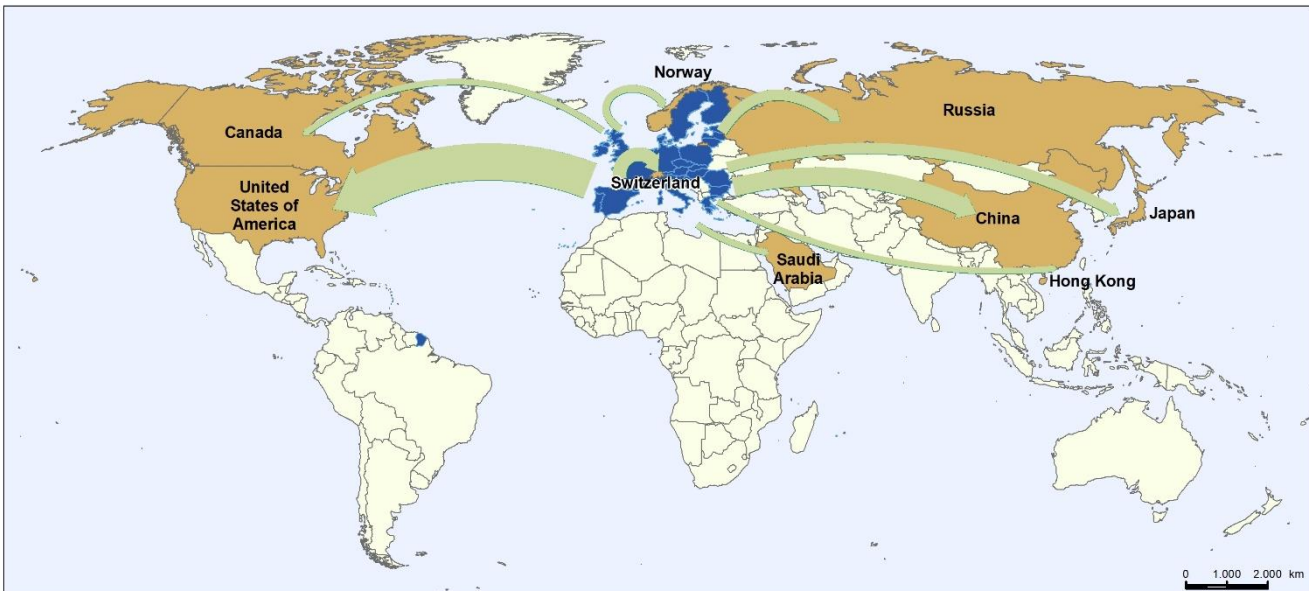 Norway
Russia
Canada
Switzerland
United
States of
America
China
Japan
Saudi
Arabia
Hong Kong
0 1.000 2.000 km